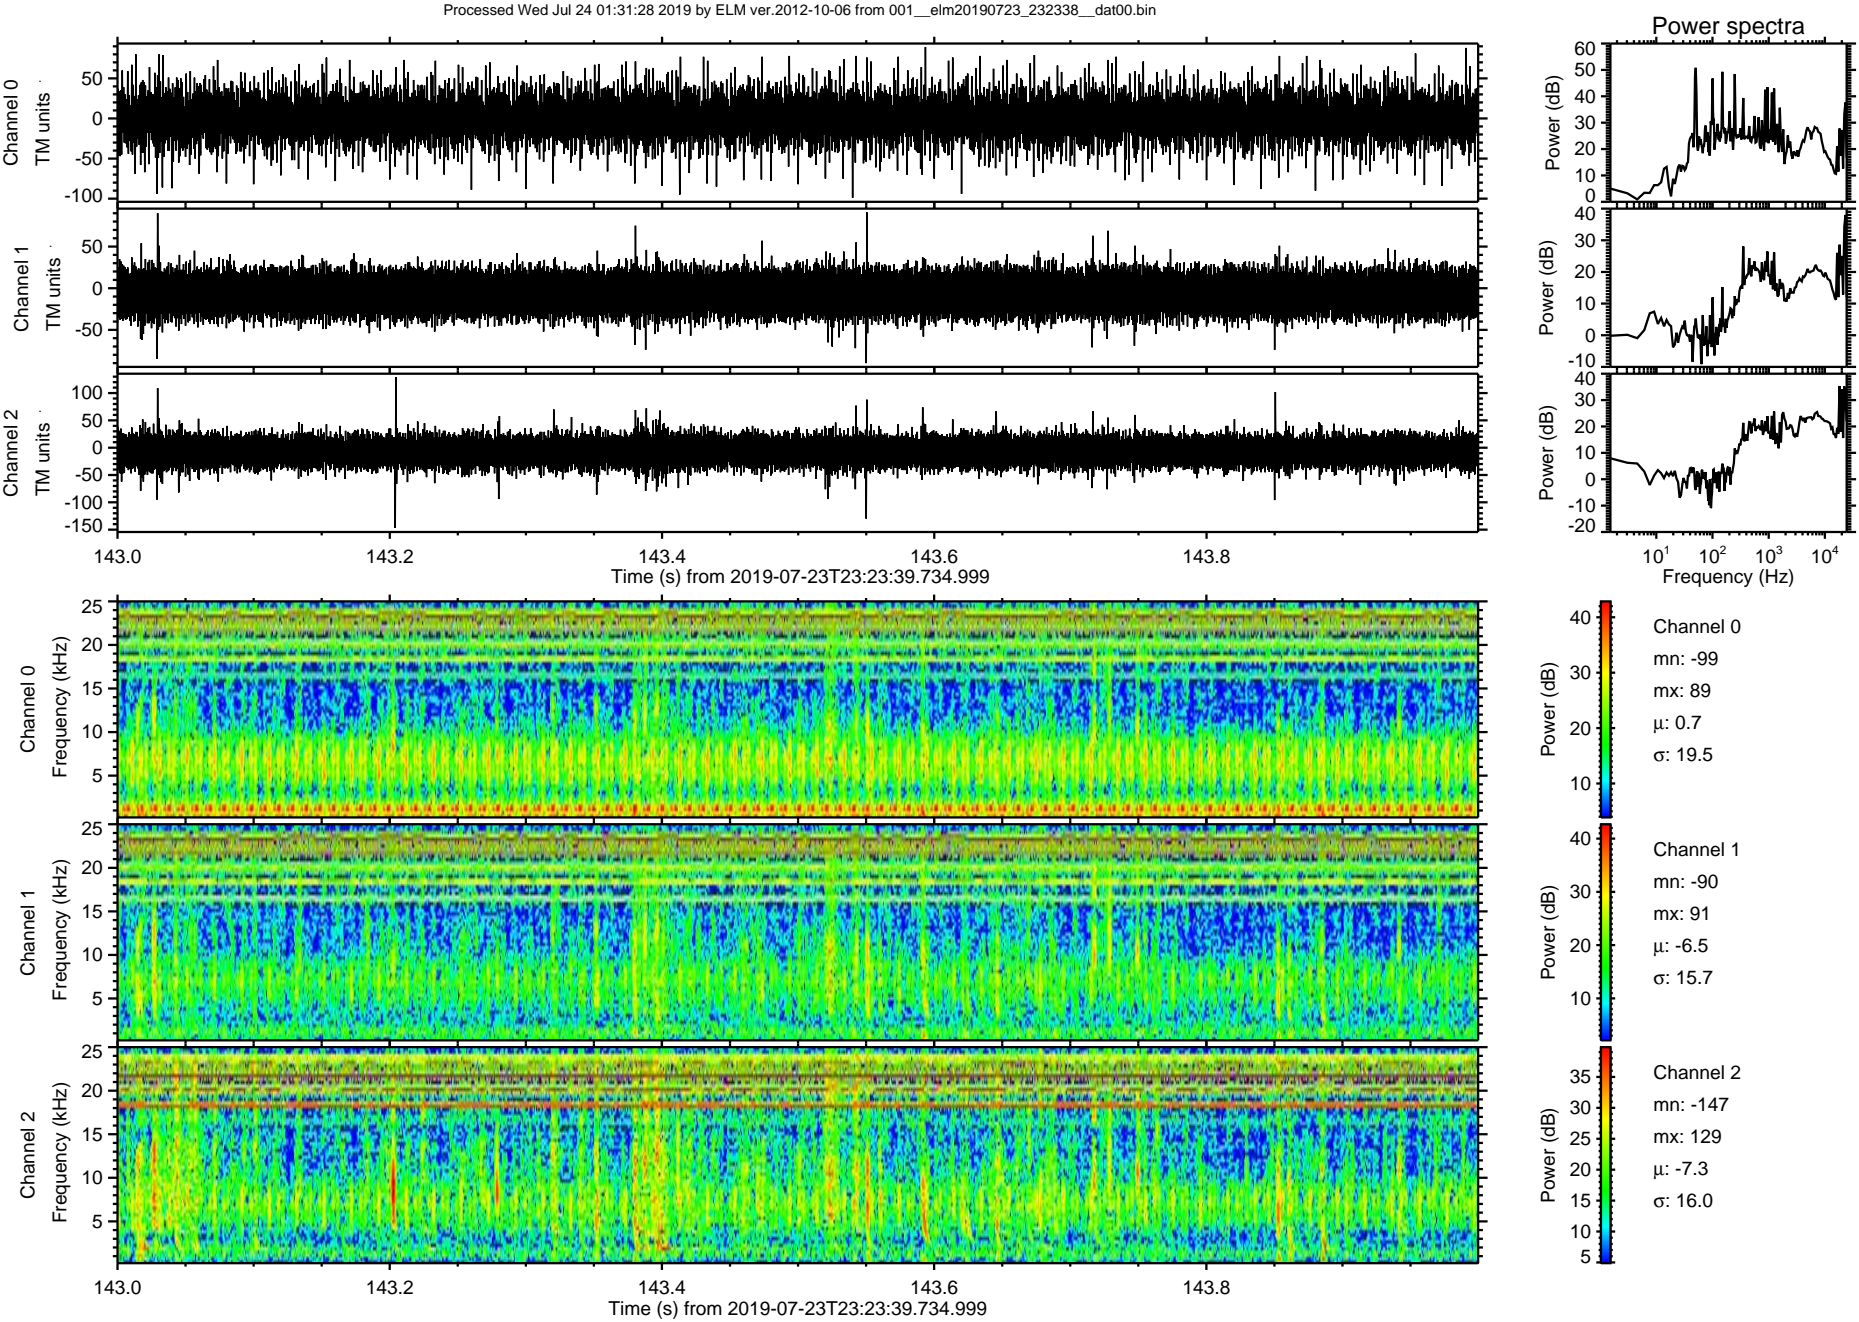 Processed Wed Jul 24 01:31:28 2019 by ELM ver.2012-10-06 from 001__elm20190723_232338__dat00.bin
Power spectra
Channel 0
TM units
50
0
-50
-100
Power (dB)
60
50
40
30
20
10
0
Channel 1
TM units
50
0
-50
Power (dB)
40
30
20
10
0
-10
Channel 2
TM units
100
50
0
-50
-100
-150
Power (dB)
40
30
20
10
0
-10
-20
143.0 143.2 143.4 143.6 143.8
Time (s) from 2019-07-23T23:23:39.734.999
10¹ 10² 10³ 10⁴
Frequency (Hz)
Channel 0
Frequency (kHz)
25
20
15
10
5
Power (dB)
40
30
20
10
Channel 0
mn: -99
mx: 89
μ: 0.7
σ: 19.5
Channel 1
Frequency (kHz)
25
20
15
10
5
Power (dB)
40
30
20
10
Channel 1
mn: -90
mx: 91
μ: -6.5
σ: 15.7
Channel 2
Frequency (kHz)
25
20
15
10
5
Power (dB)
35
30
25
20
15
10
5
Channel 2
mn: -147
mx: 129
μ: -7.3
σ: 16.0
143.0 143.2 143.4 143.6 143.8
Time (s) from 2019-07-23T23:23:39.734.999